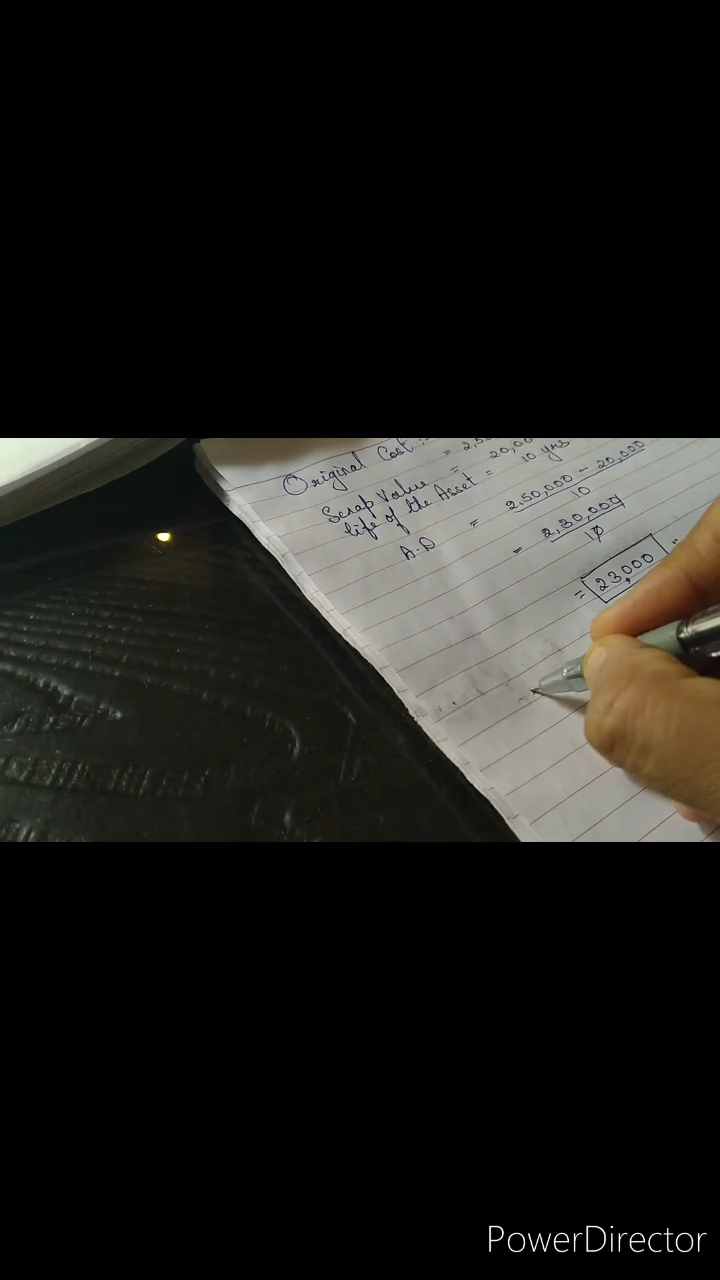 Original Cost :-
Scrap Value = 20,00
life of the Asset = 10 yrs
A.D = 2,50,000 - 20,000
10
= 2,30,000
10
= 23,000
PowerDirector